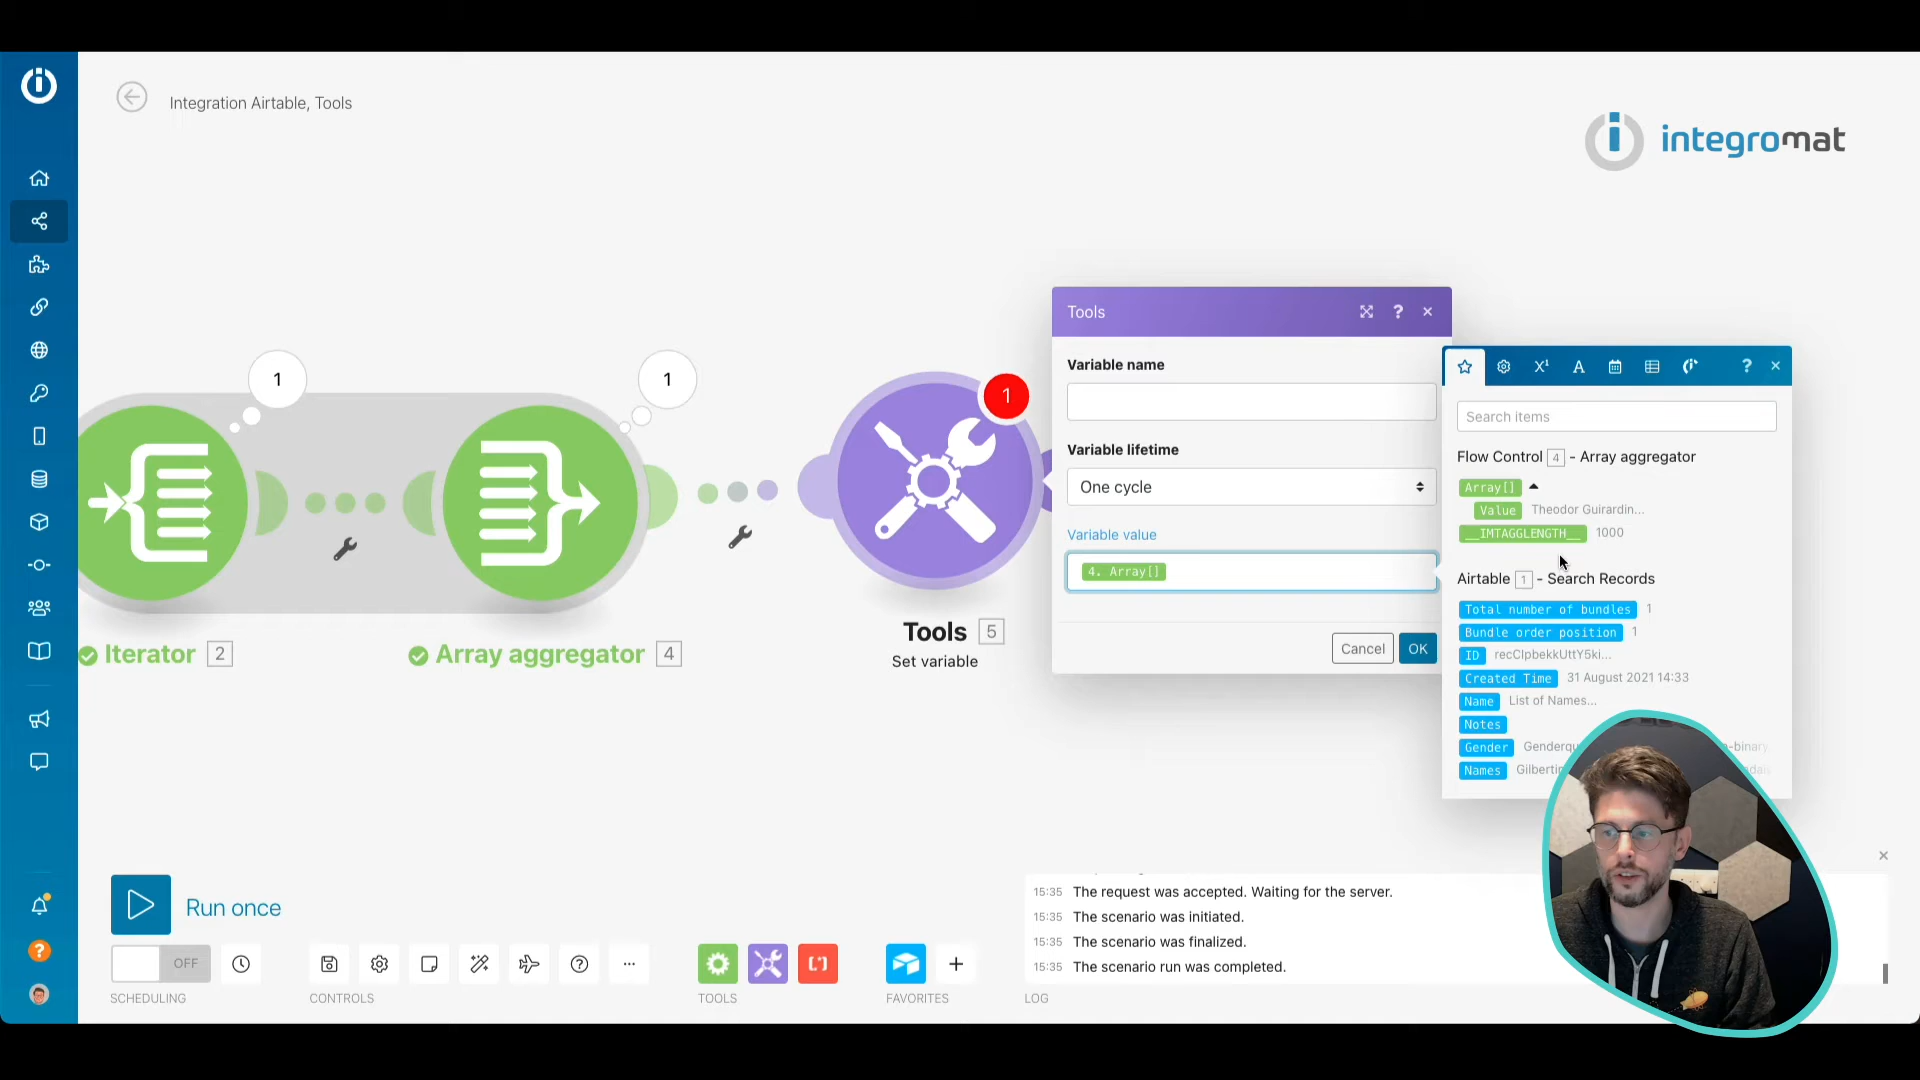 Integration Airtable, Tools
integromat
1
1
1
Iterator 2
Array aggregator 4
Tools 5
Set variable
Tools
?
Variable name
Variable lifetime
One cycle
Variable value
4. Array[]
Cancel
OK
X¹
A
?
Search items
Flow Control 4 - Array aggregator
Array[]
Value Theodor Guirardin...
__IMTAGGLENGTH__ 1000
Airtable 1 - Search Records
Total number of bundles 1
Bundle order position 1
Created Time 31 August 2021 14:33
Name List of Names...
Notes
Gender
Names
Run once
OFF
SCHEDULING
CONTROLS
TOOLS
FAVORITES
15:35 The request was accepted. Waiting for the server.
15:35 The scenario was initiated.
15:35 The scenario was finalized.
15:35 The scenario run was completed.
LOG